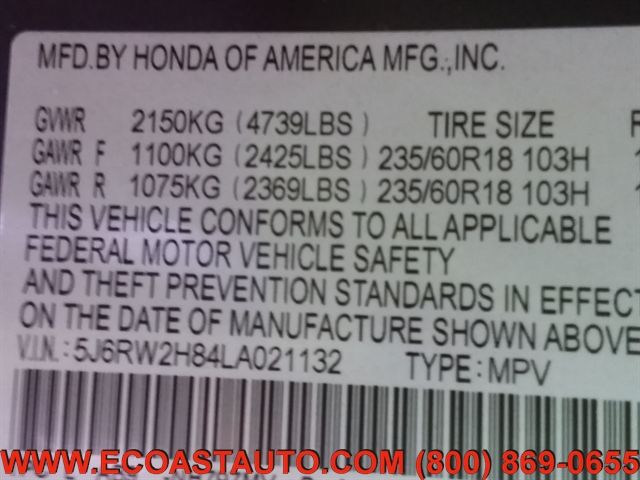 MFD.BY HONDA OF AMERICA MFG.,INC.
GVWR 2150KG (4739LBS) TIRE SIZE
GAWR F 1100KG (2425LBS) 235/60R18 103H
GAWR R 1075KG (2369LBS) 235/60R18 103H
THIS VEHICLE CONFORMS TO ALL APPLICABLE
FEDERAL MOTOR VEHICLE SAFETY
AND THEFT PREVENTION STANDARDS IN EFFECT
ON THE DATE OF MANUFACTURE SHOWN ABOVE
V.I.N.:5J6RW2H84LA021132 TYPE:MPV
WWW.ECOASTAUTO.COM (800) 869-0655